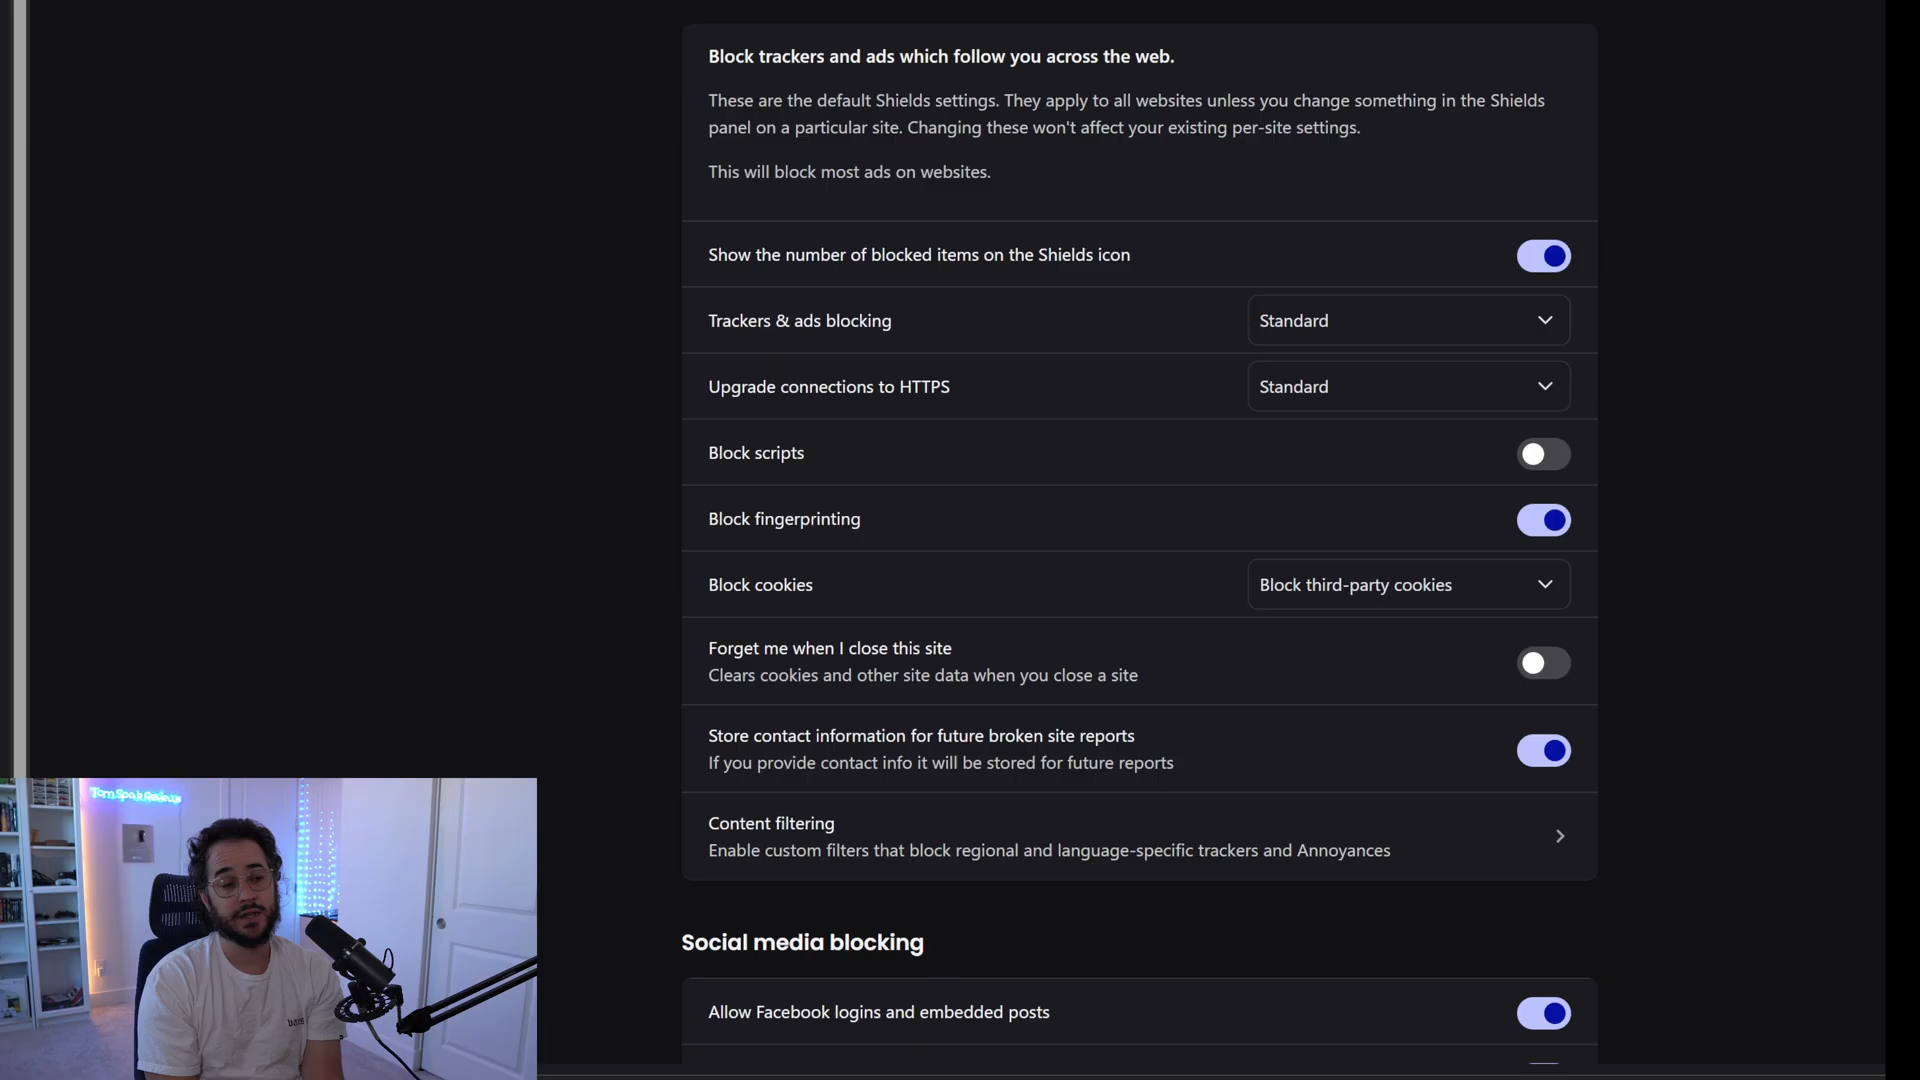 Block trackers and ads which follow you across the web.
These are the default Shields settings. They apply to all websites unless you change something in the Shields
panel on a particular site. Changing these won't affect your existing per-site settings.
This will block most ads on websites.
Show the number of blocked items on the Shields icon
Trackers & ads blocking
Standard
Upgrade connections to HTTPS
Standard
Block scripts
Block fingerprinting
Block cookies
Block third-party cookies
Forget me when I close this site
Clears cookies and other site data when you close a site
Store contact information for future broken site reports
If you provide contact info it will be stored for future reports
Content filtering
Enable custom filters that block regional and language-specific trackers and Annoyances
Social media blocking
Allow Facebook logins and embedded posts
Tom Spark Reviews